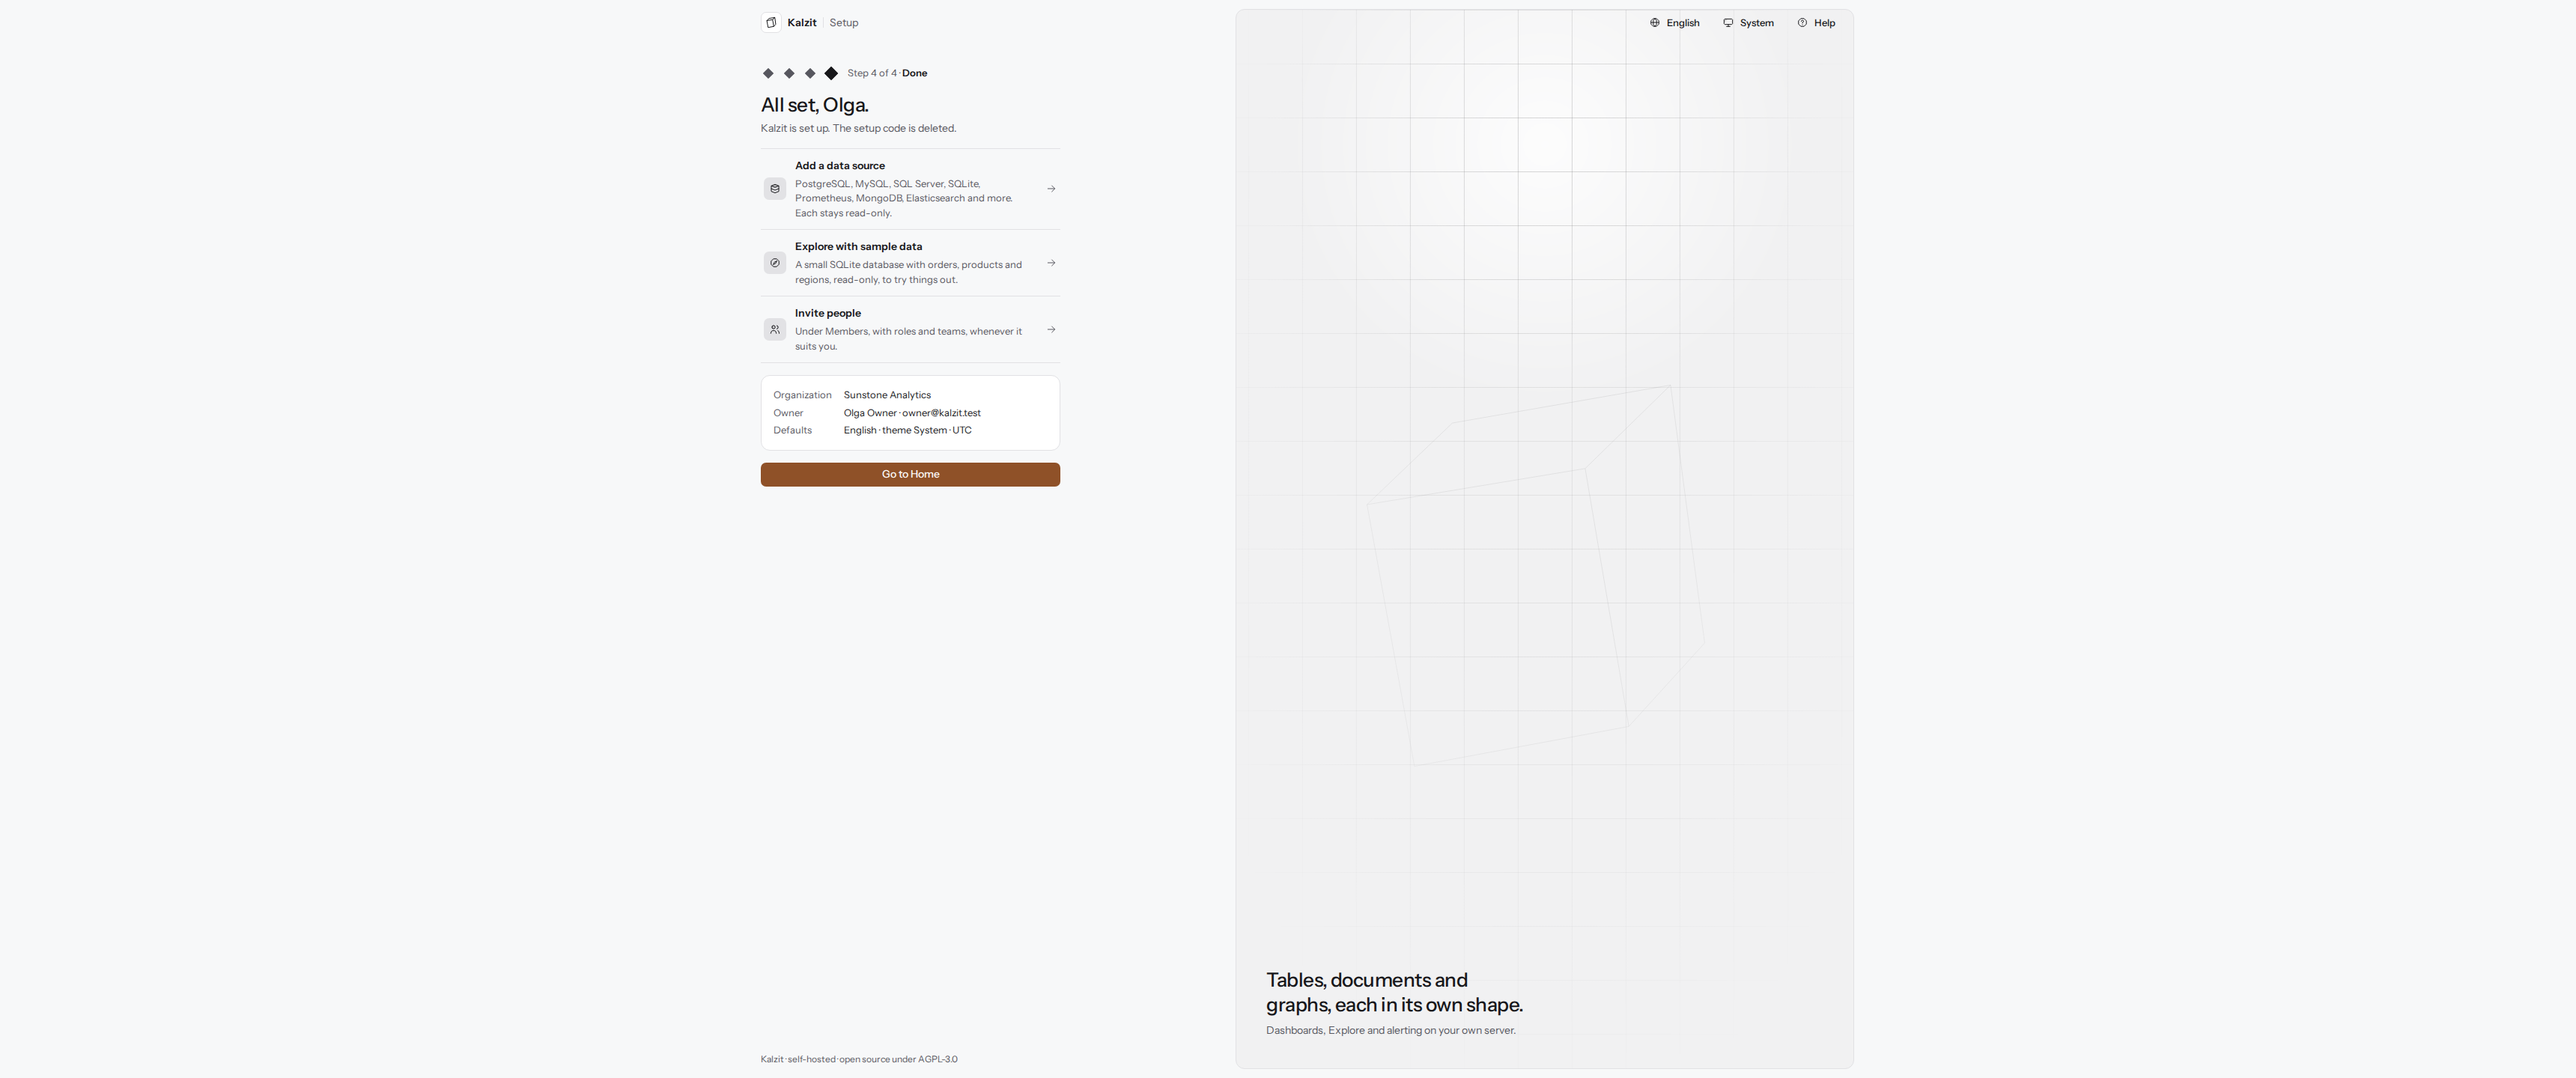 Kalzit Setup
English System Help
Step 4 of 4 · Done
All set, Olga.
Kalzit is set up. The setup code is deleted.
Add a data source
PostgreSQL, MySQL, SQL Server, SQLite,
Prometheus, MongoDB, Elasticsearch and more.
Each stays read-only.
Explore with sample data
A small SQLite database with orders, products and
regions, read-only, to try things out.
Invite people
Under Members, with roles and teams, whenever it
suits you.
Organization Sunstone Analytics
Owner Olga Owner · owner@kalzit.test
Defaults English · theme System · UTC
Go to Home
Tables, documents and
graphs, each in its own shape.
Dashboards, Explore and alerting on your own server.
Kalzit · self-hosted · open source under AGPL-3.0